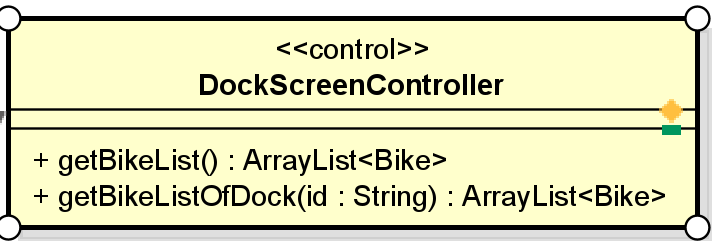 <<control>>
DockScreenController
+ getBikeList() : ArrayList<Bike>
+ getBikeListOfDock(id : String) : ArrayList<Bike>